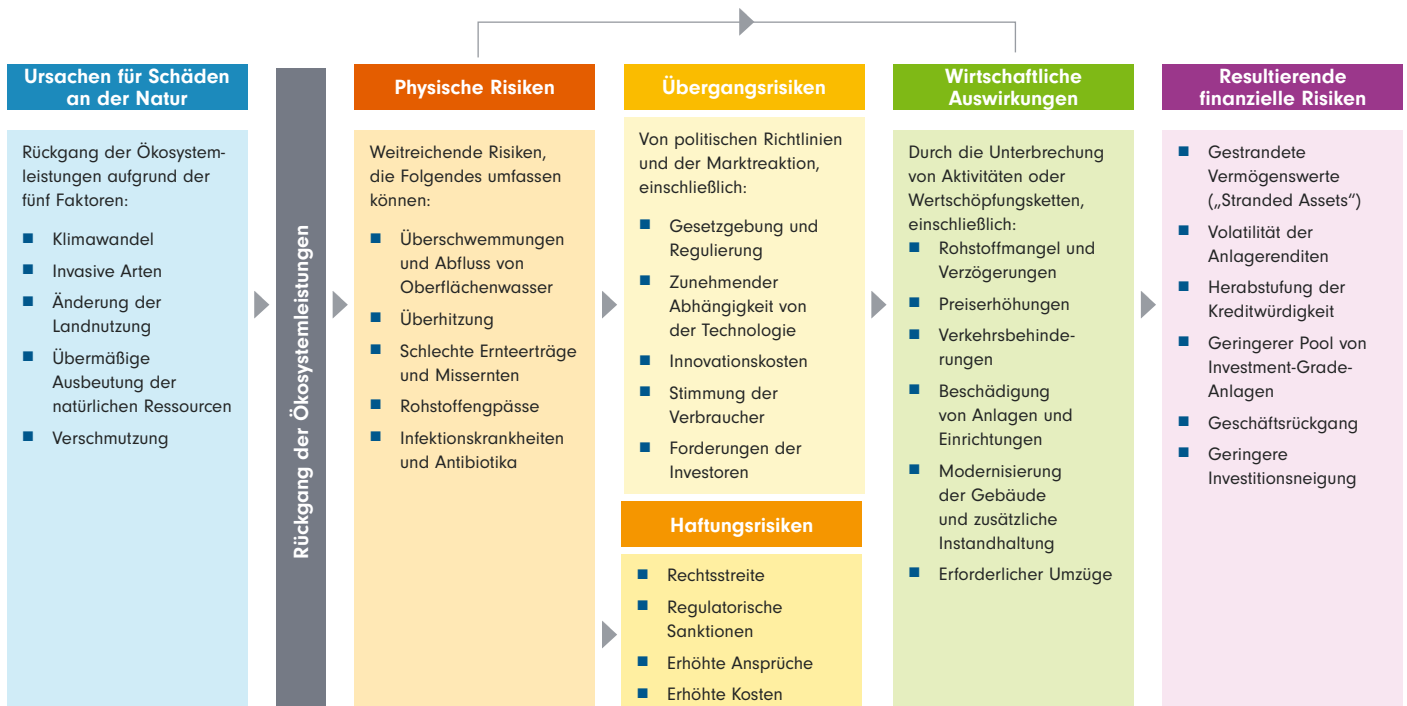 Ursachen für Schäden
an der Natur
Rückgang der Ökosystem-
leistungen aufgrund der
fünf Faktoren:
Klimawandel
Invasive Arten
Änderung der
Landnutzung
Übermäßige
Ausbeutung der
natürlichen Ressourcen
Verschmutzung
Rückgang der Ökosystemleistungen
Physische Risiken
Weitreichende Risiken,
die Folgendes umfassen
können:
Überschwemmungen
und Abfluss von
Oberflächenwasser
Überhitzung
Schlechte Ernteerträge
und Missernten
Rohstoffengpässe
Infektionskrankheiten
und Antibiotika
Übergangsrisiken
Von politischen Richtlinien
und der Marktreaktion,
einschließlich:
Gesetzgebung und
Regulierung
Zunehmender
Abhängigkeit von
der Technologie
Innovationskosten
Stimmung der
Verbraucher
Forderungen der
Investoren
Haftungsrisiken
Rechtsstreite
Regulatorische
Sanktionen
Erhöhte Ansprüche
Erhöhte Kosten
Wirtschaftliche
Auswirkungen
Durch die Unterbrechung
von Aktivitäten oder
Wertschöpfungsketten,
einschließlich:
Rohstoffmangel und
Verzögerungen
Preiserhöhungen
Verkehrsbehinde-
rungen
Beschädigung
von Anlagen und
Einrichtungen
Modernisierung
der Gebäude
und zusätzliche
Instandhaltung
Erforderlicher Umzüge
Resultierende
finanzielle Risiken
Gestrandete
Vermögenswerte
(„Stranded Assets“)
Volatilität der
Anlagerenditen
Herabstufung der
Kreditwürdigkeit
Geringerer Pool von
Investment-Grade-
Anlagen
Geschäftsrückgang
Geringere
Investitionsneigung